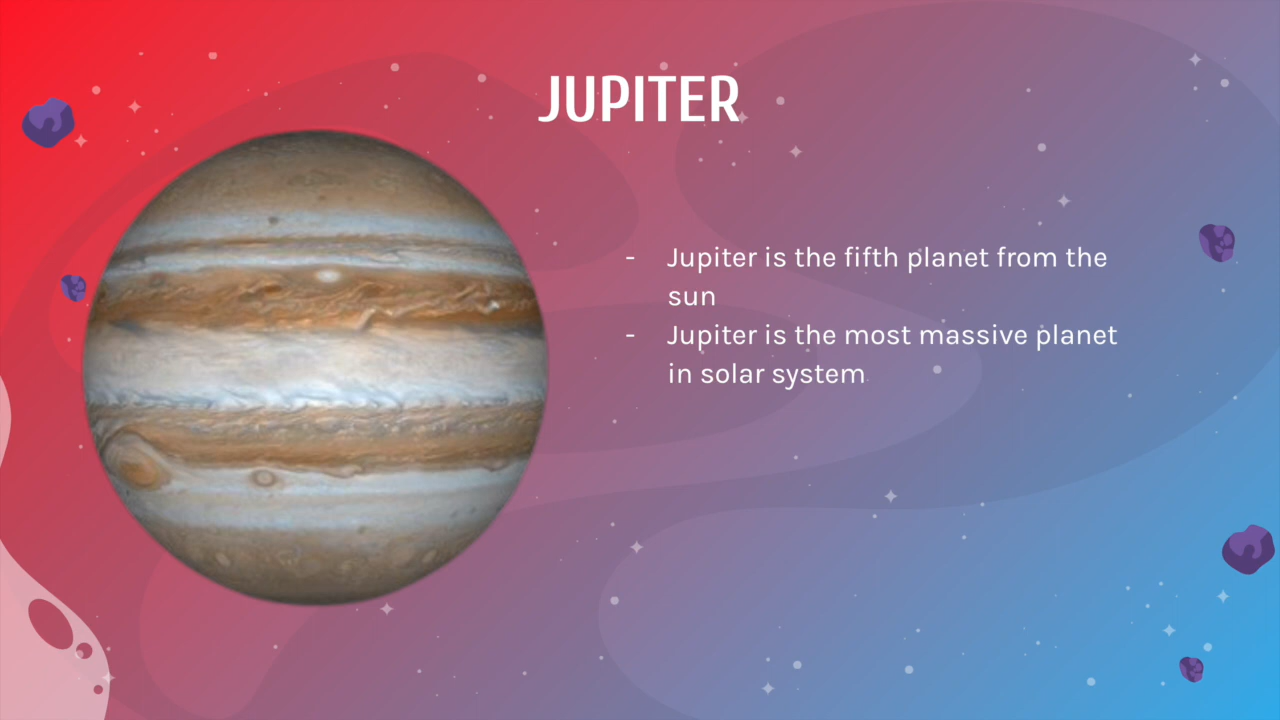 JUPITER
- Jupiter is the fifth planet from the
sun
- Jupiter is the most massive planet
in solar system